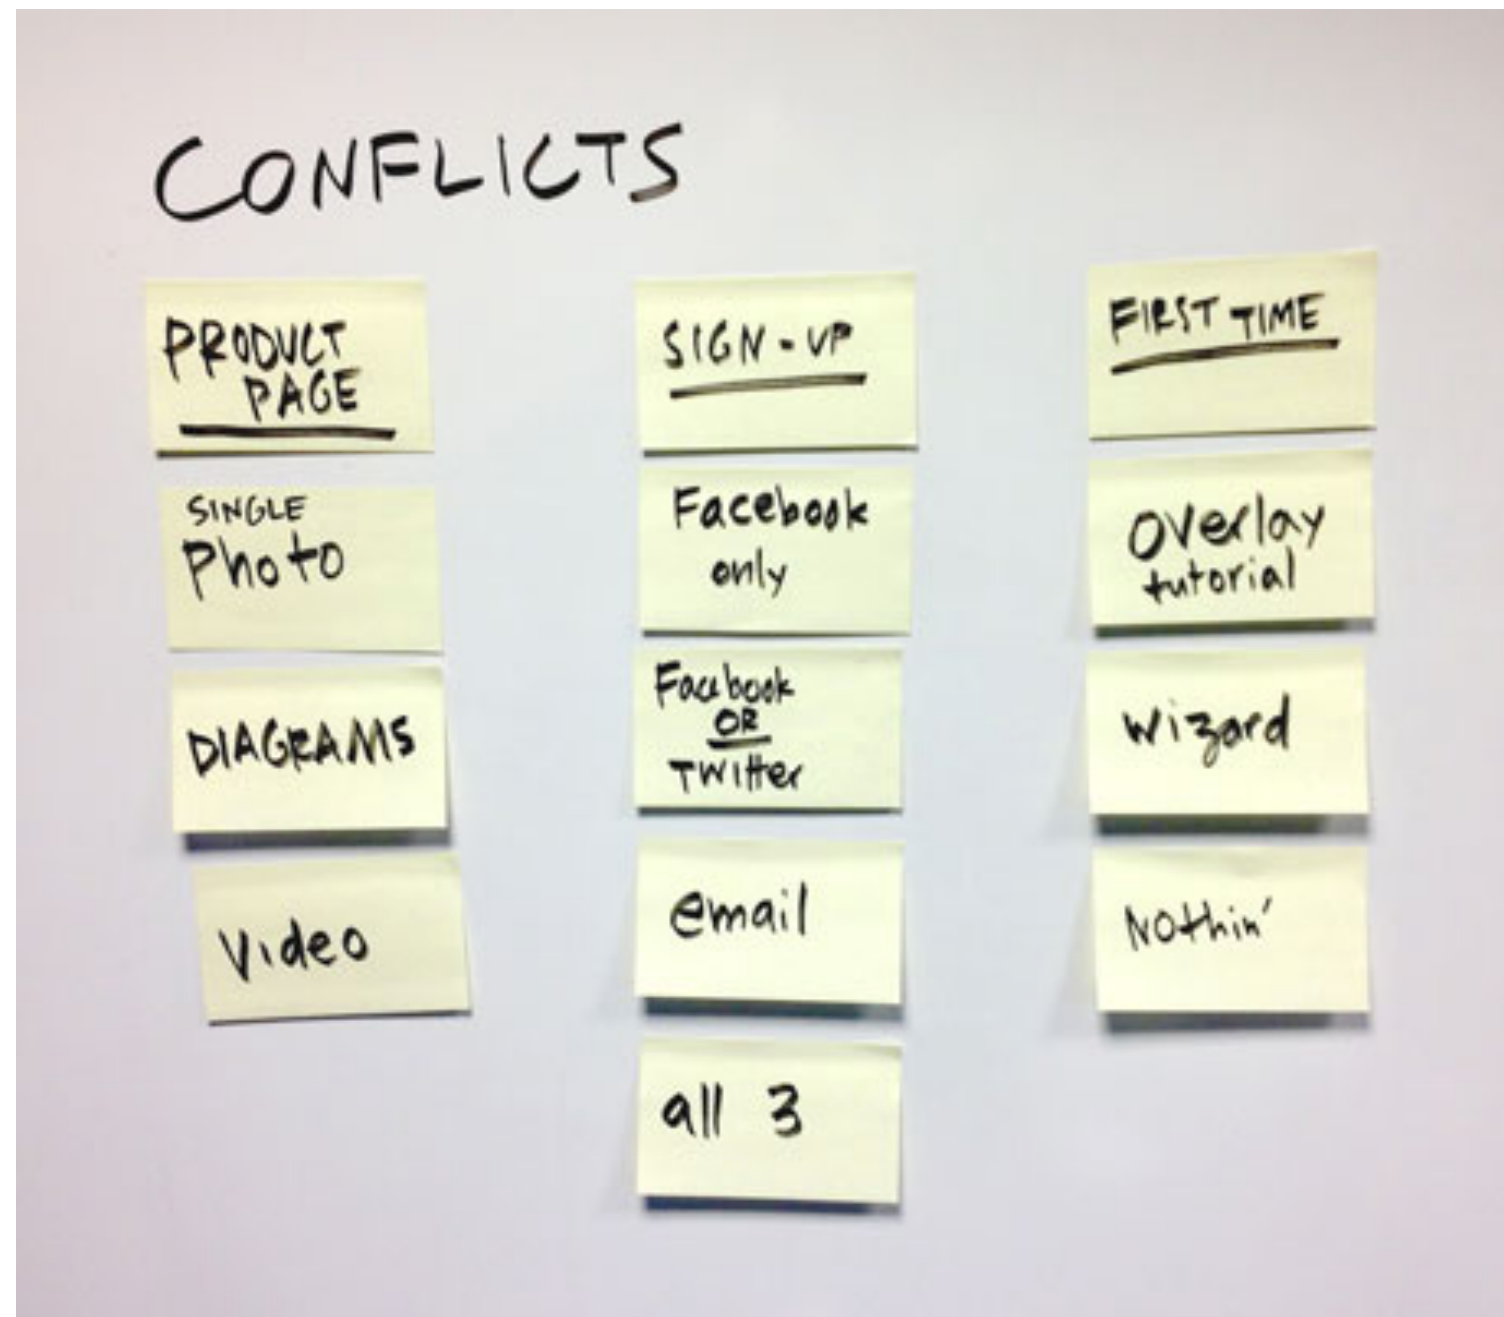 CONFLICTS
PRODUCT
PAGE
SINGLE
Photo
DIAGRAMS
Video
SIGN-UP
Facebook
only
Facebook
OR
Twitter
email
all 3
FIRST TIME
Overlay
tutorial
Wizard
Nothin'